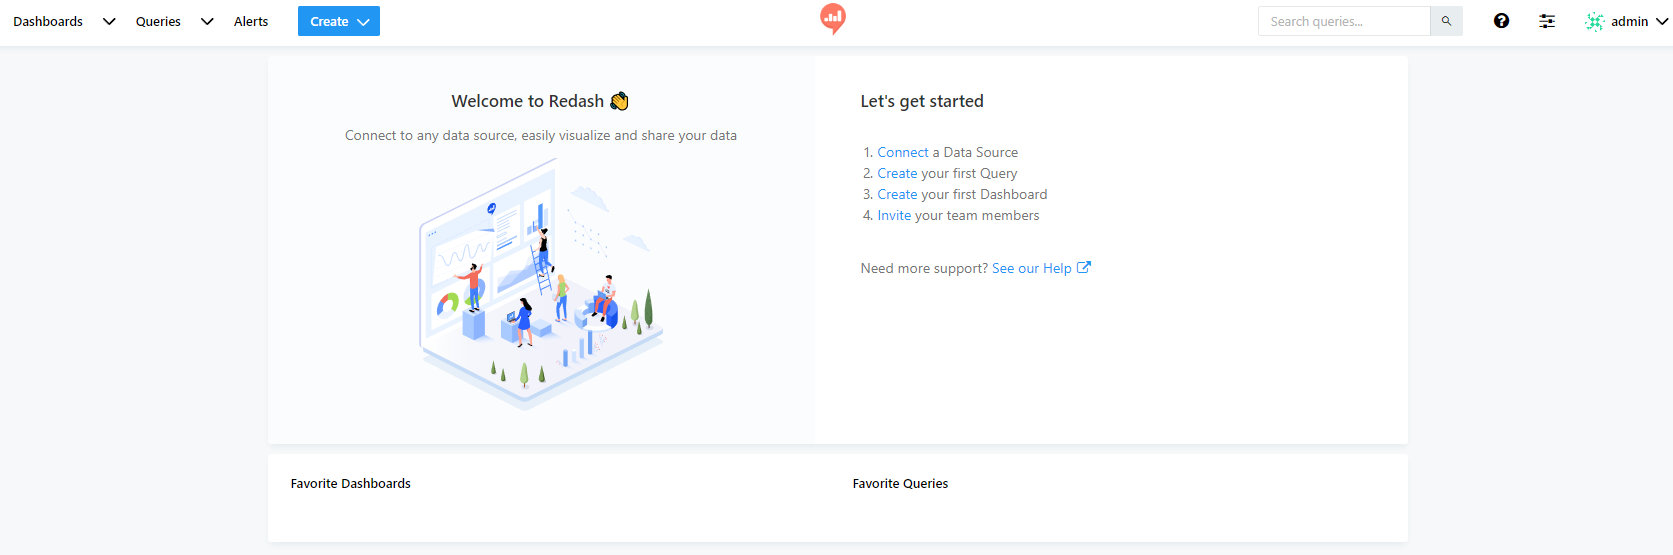 Dashboards Queries Alerts Create Search queries... admin
Welcome to Redash
Connect to any data source, easily visualize and share your data
Let's get started
1. Connect a Data Source
2. Create your first Query
3. Create your first Dashboard
4. Invite your team members
Need more support? See our Help
Favorite Dashboards
Favorite Queries